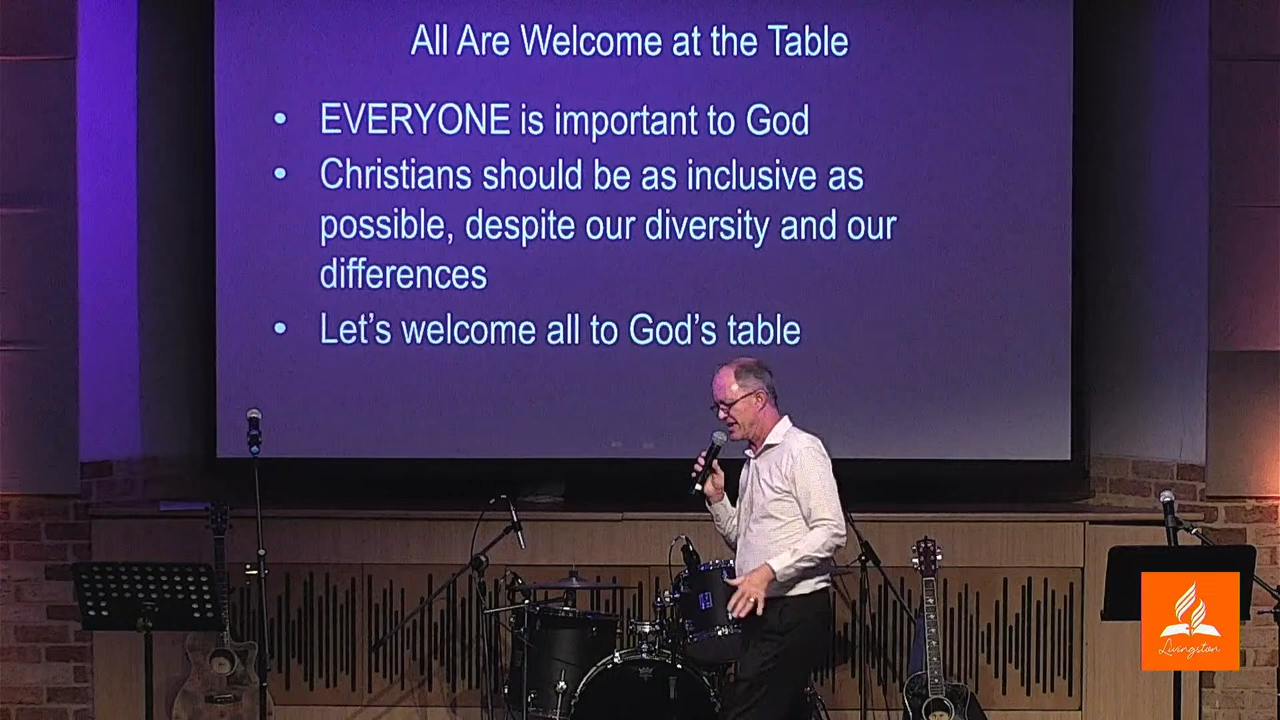 All Are Welcome at the Table
• EVERYONE is important to God
• Christians should be as inclusive as
possible, despite our diversity and our
differences
• Let's welcome all to God's table
Livingston